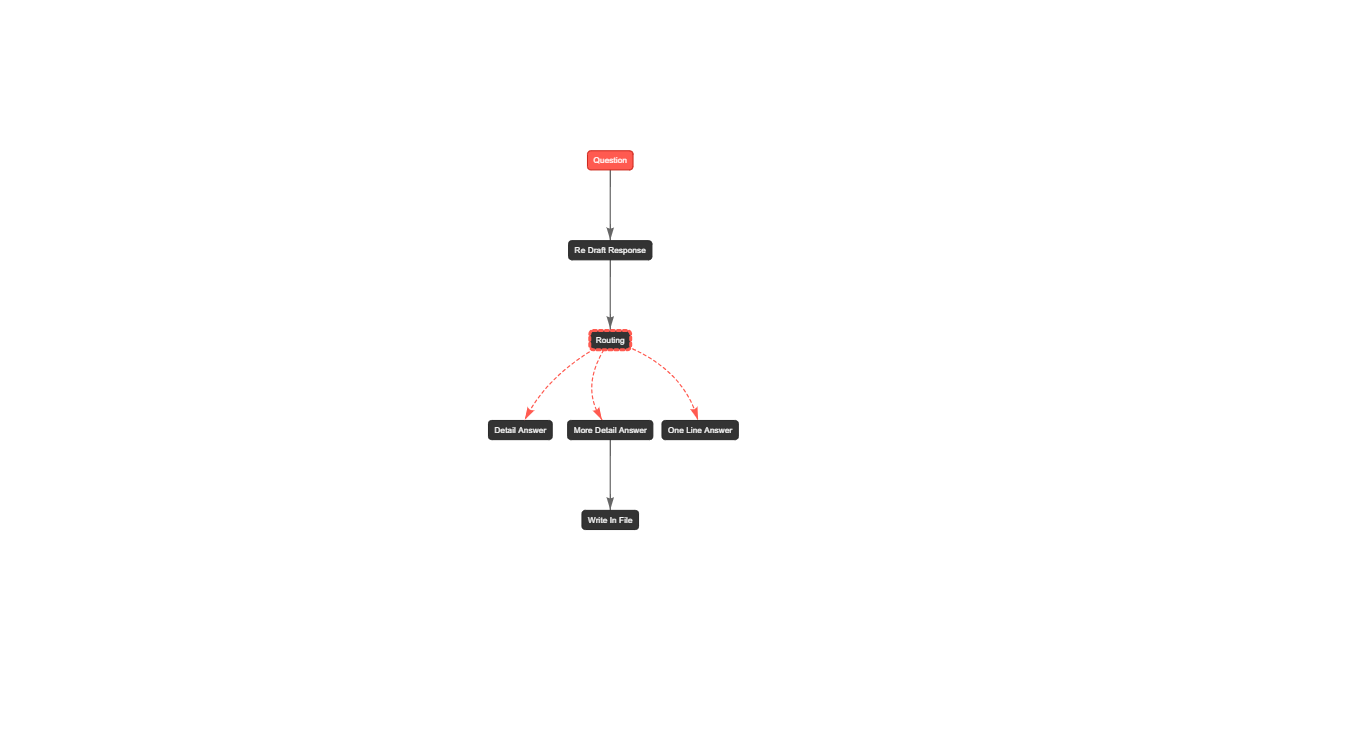 Question
Re Draft Response
Routing
Detail Answer
More Detail Answer
One Line Answer
Write In File